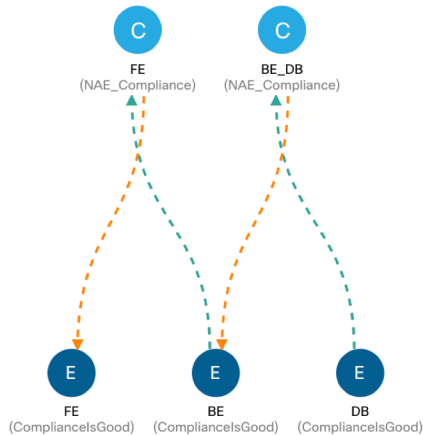 C C
FE BE_DB
(NAE_Compliance) (NAE_Compliance)
E E E
FE BE DB
(ComplianceIsGood) (ComplianceIsGood) (ComplianceIsGood)